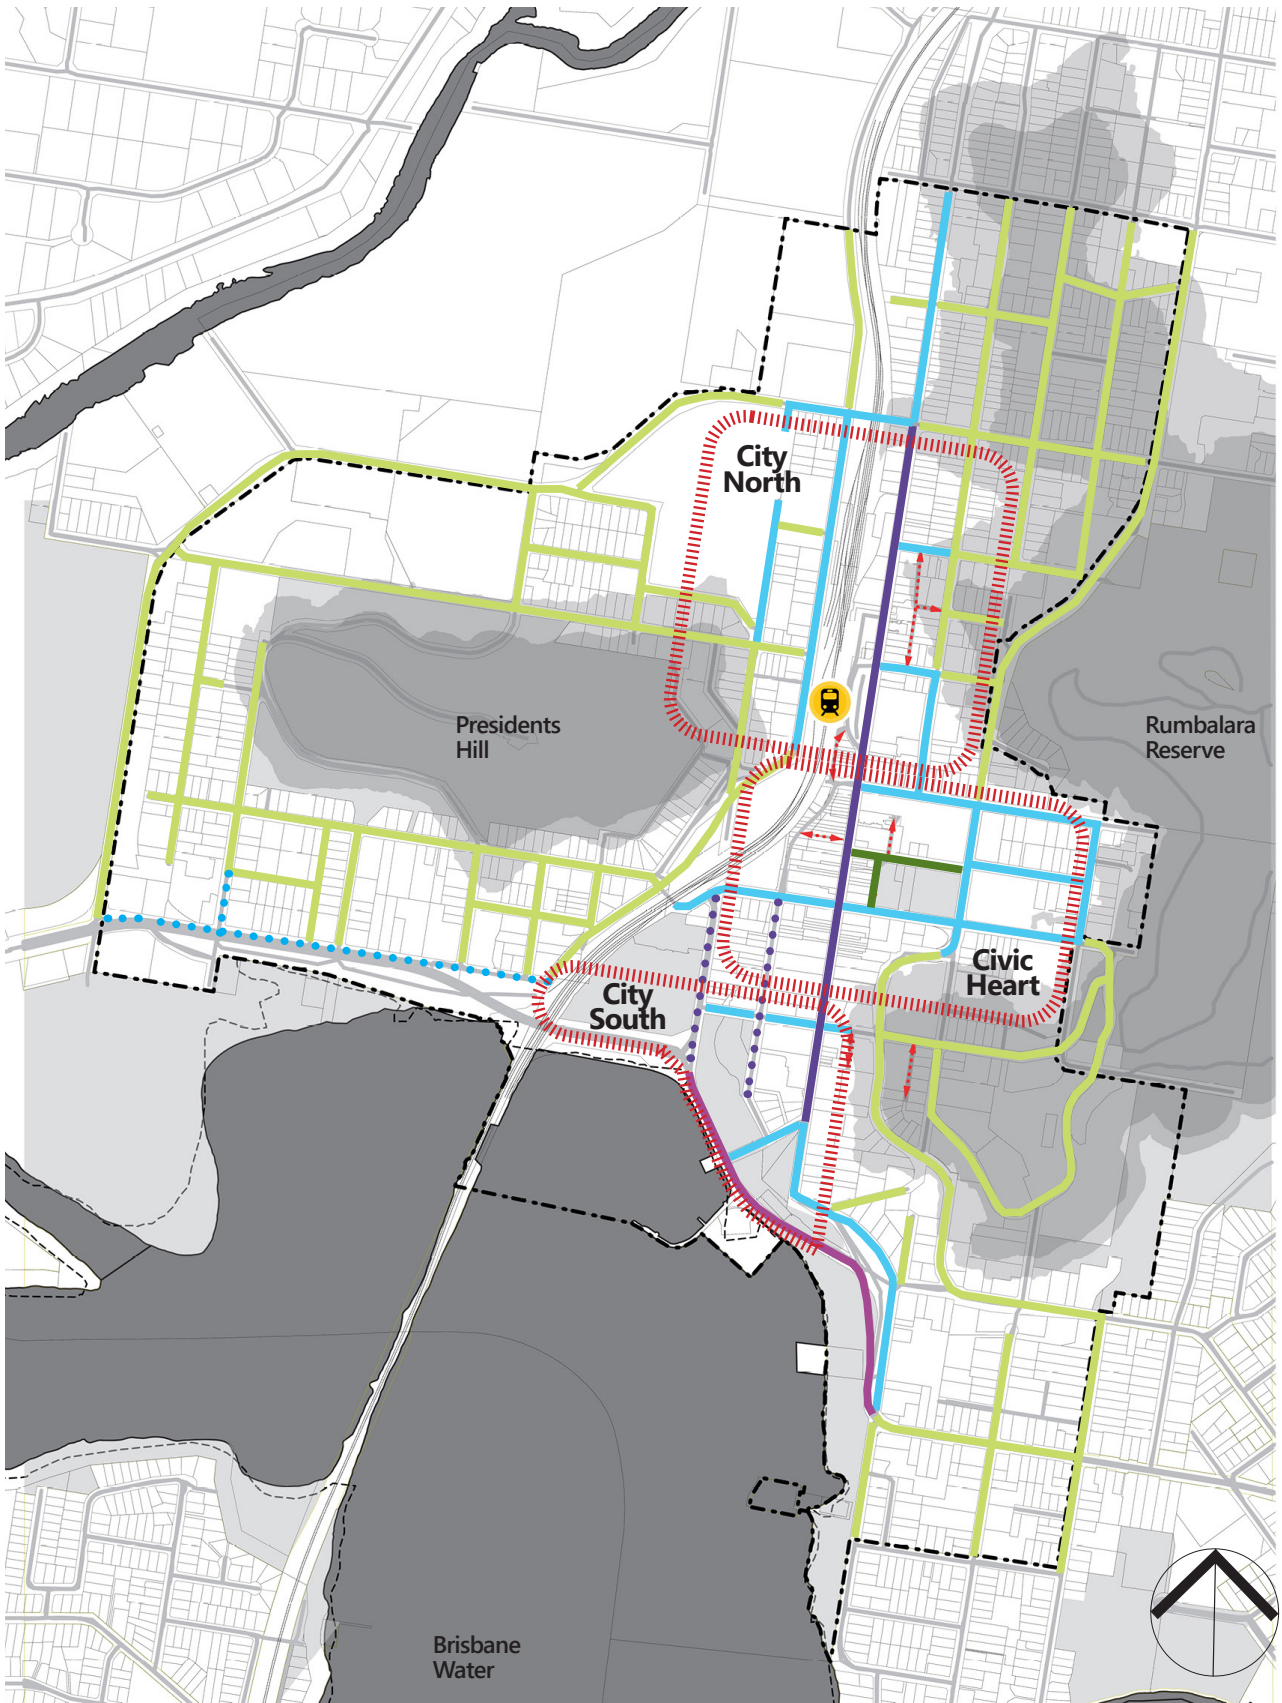 City
North
Presidents
Hill
Rumbalara
Reserve
Civic
Heart
City
South
Brisbane
Water